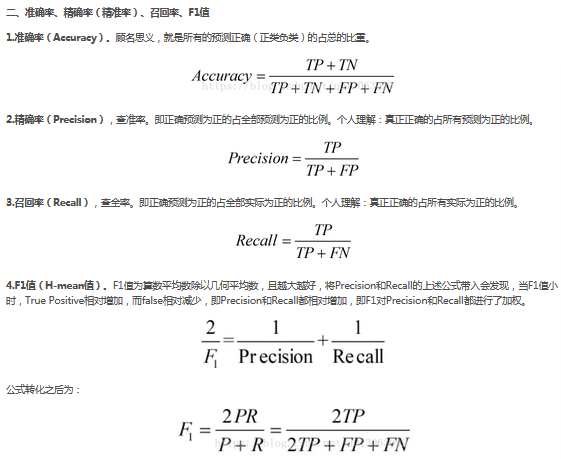 二、准确率、精确率（精准率）、召回率、F1值
1.准确率（Accuracy）。顾名思义，就是所有的预测正确（正类负类）的占总的比重。
Accuracy = (TP + TN) / (TP + TN + FP + FN)
2.精确率（Precision），查准率。即正确预测为正的占全部预测为正的比例。个人理解：真正正确的占所有预测为正的比例。
Precision = TP / (TP + FP)
3.召回率（Recall），查全率。即正确预测为正的占全部实际为正的比例。个人理解：真正正确的占所有实际为正的比例。
Recall = TP / (TP + FN)
4.F1值（H-mean值）。F1值为算数平均数除以几何平均数，且越大越好，将Precision和Recall的上述公式带入会发现，当F1值小
时，True Positive相对增加，而false相对减少，即Precision和Recall都相对增加，即F1对Precision和Recall都进行了加权。
2 / F₁ = 1 / Precision + 1 / Recall
公式转化之后为：
F₁ = 2PR / (P + R) = 2TP / (2TP + FP + FN)